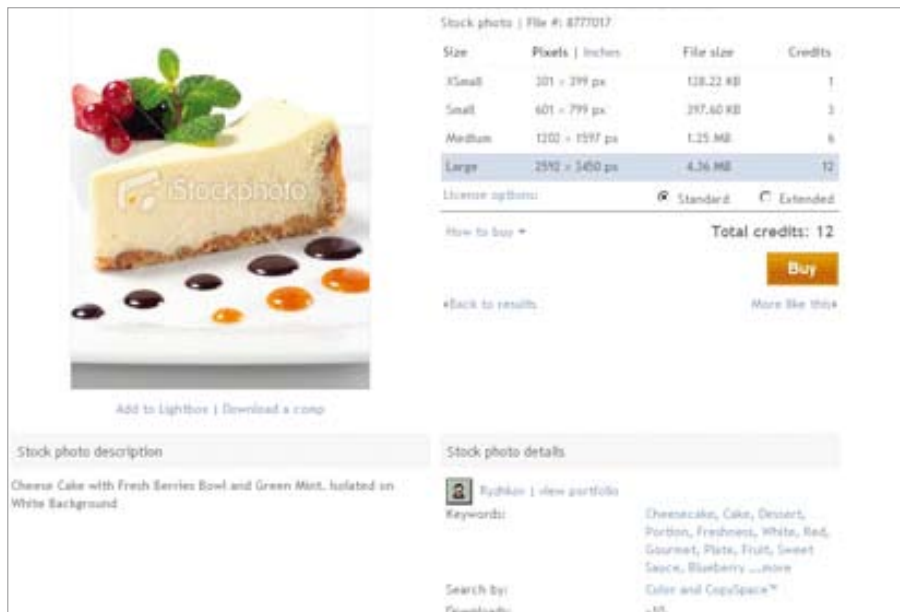 Stock photo | File #: 8777017
Size Pixels | Inches File size Credits
XSmall 301 x 399 px 128.22 KB 1
Small 601 x 799 px 397.60 KB 3
Medium 1202 x 1597 px 1.25 MB 6
Large 2592 x 3450 px 4.36 MB 12
License options Standard Extended
How to buy Total credits: 12
Buy
Back to results More like this
iStockphoto
Add to Lightbox | Download a comp
Stock photo description
Cheese Cake with Fresh Berries Bowl and Green Mint. Isolated on
White Background
Stock photo details
| view portfolio
Keywords: Cheesecake, Cake, Dessert,
Portion, Freshness, White, Red,
Gourmet, Plate, Fruit, Sweet
Sauce, Blueberry ...more
Search by: Color and CopySpace™
Downloads: